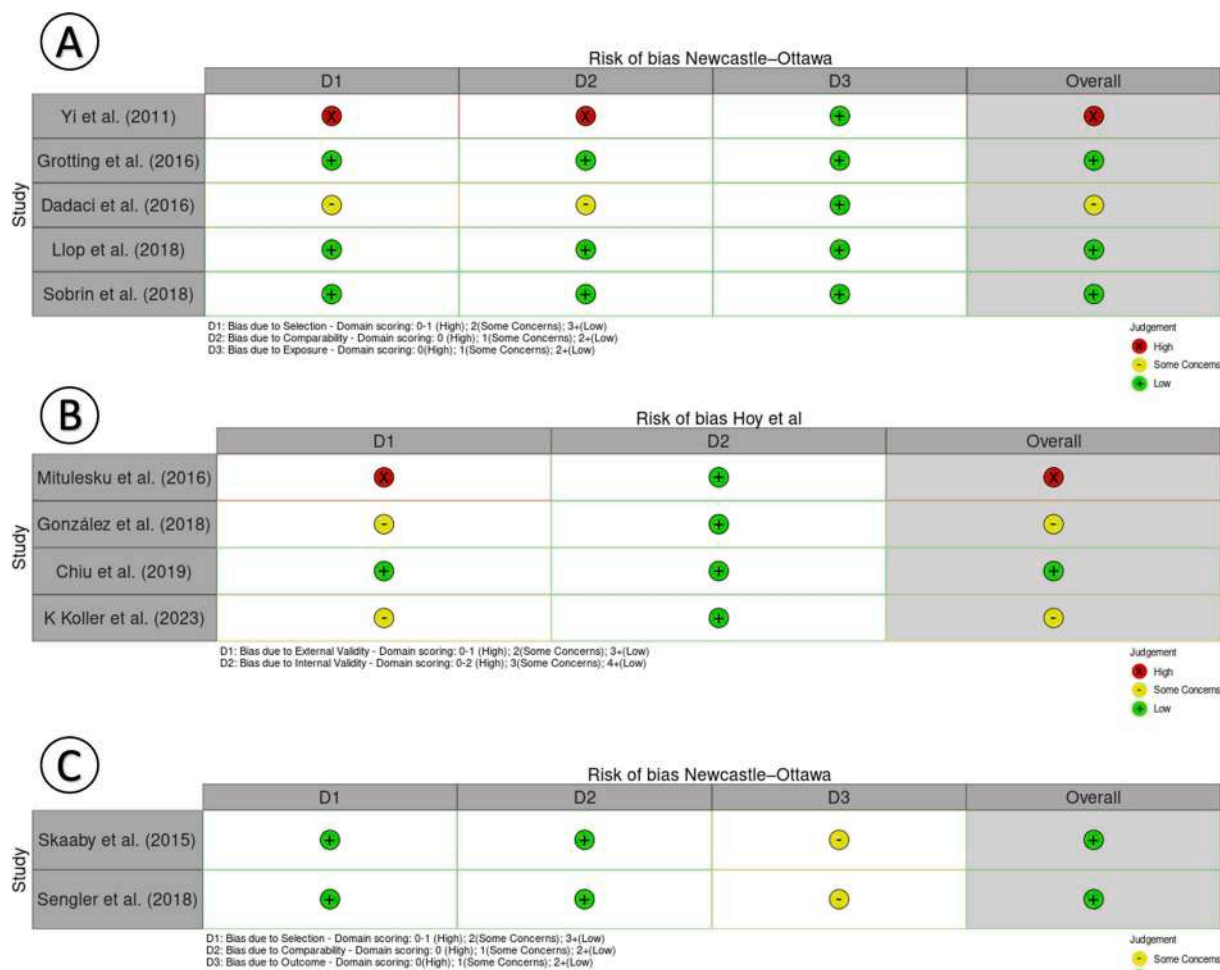 A
Risk of bias Newcastle–Ottawa
D1 D2 D3 Overall
Study
Yi et al. (2011) X X + X
Grotting et al. (2016) + + + +
Dadaci et al. (2016) - - + -
Llop et al. (2018) + + + +
Sobrin et al. (2018) + + + +
D1: Bias due to Selection - Domain scoring: 0-1 (High); 2(Some Concerns); 3+(Low)
D2: Bias due to Comparability - Domain scoring: 0 (High); 1(Some Concerns); 2+(Low)
D3: Bias due to Exposure - Domain scoring: 0(High); 1(Some Concerns); 2+(Low)
Judgement
X High
- Some Concerns
+ Low
B
Risk of bias Hoy et al
D1 D2 Overall
Study
Mitulesku et al. (2016) X + X
González et al. (2018) - + -
Chiu et al. (2019) + + +
K Koller et al. (2023) - + -
D1: Bias due to External Validity - Domain scoring: 0-1 (High); 2(Some Concerns); 3+(Low)
D2: Bias due to Internal Validity - Domain scoring: 0-2 (High); 3(Some Concerns); 4+(Low)
Judgement
X High
- Some Concerns
+ Low
C
Risk of bias Newcastle–Ottawa
D1 D2 D3 Overall
Study
Skaaby et al. (2015) + + - +
Sengler et al. (2018) + + - +
D1: Bias due to Selection - Domain scoring: 0-1 (High); 2(Some Concerns); 3+(Low)
D2: Bias due to Comparability - Domain scoring: 0 (High); 1(Some Concerns); 2+(Low)
D3: Bias due to Outcome - Domain scoring: 0(High); 1(Some Concerns); 2+(Low)
Judgement
- Some Concerns